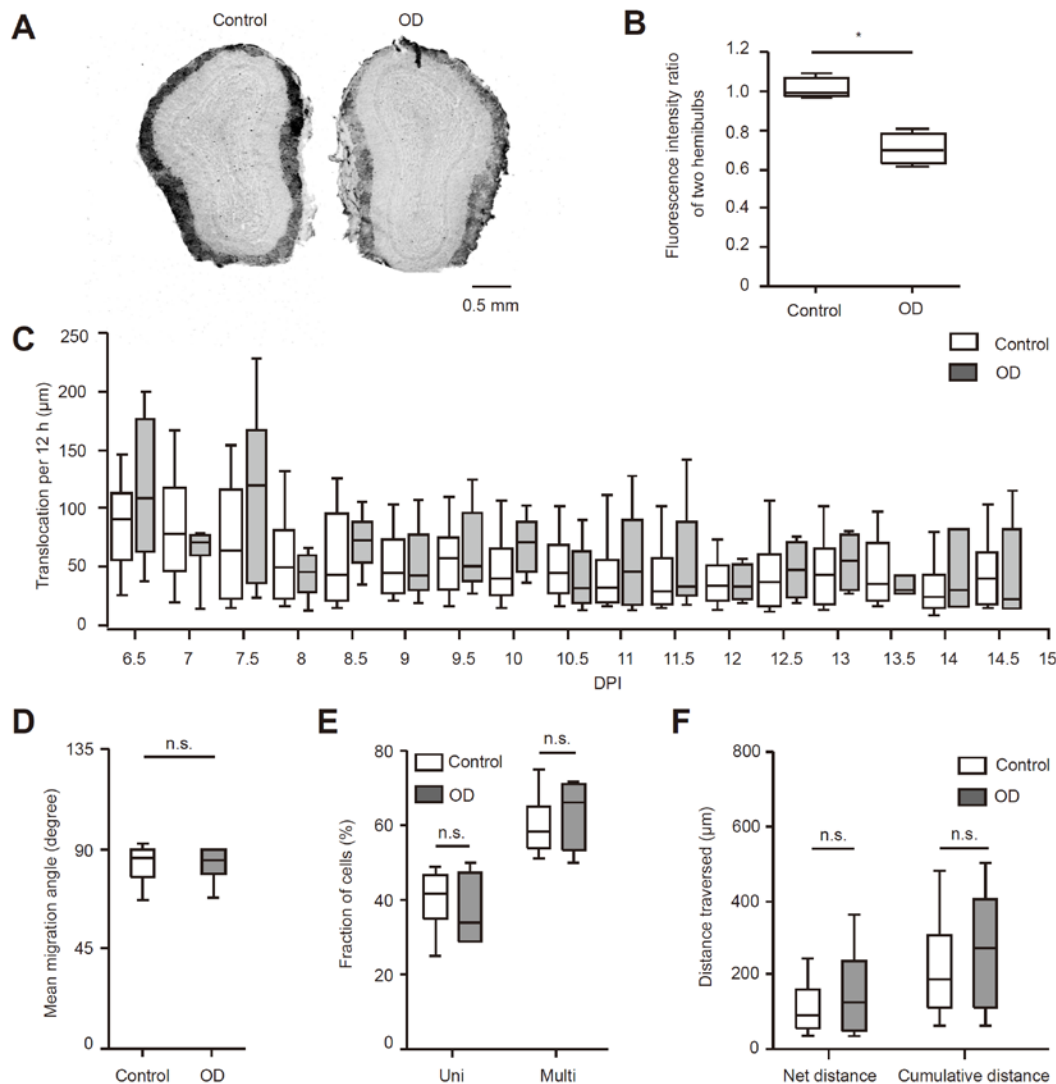 A
Control
OD
0.5 mm
B
Fluorescence intensity ratio
of two hemibulbs
1.2
1.0
0.8
0.6
0.4
0.2
0
*
Control
OD
C
Translocation per 12 h (µm)
250
200
150
100
50
0
Control
OD
6.5 7 7.5 8 8.5 9 9.5 10 10.5 11 11.5 12 12.5 13 13.5 14 14.5 15
DPI
D
Mean migration angle (degree)
135
90
45
0
n.s.
Control OD
E
Fraction of cells (%)
80
60
40
20
0
Control
OD
n.s.
n.s.
Uni Multi
F
Distance traversed (µm)
800
600
400
200
0
Control
OD
n.s.
n.s.
Net distance Cumulative distance